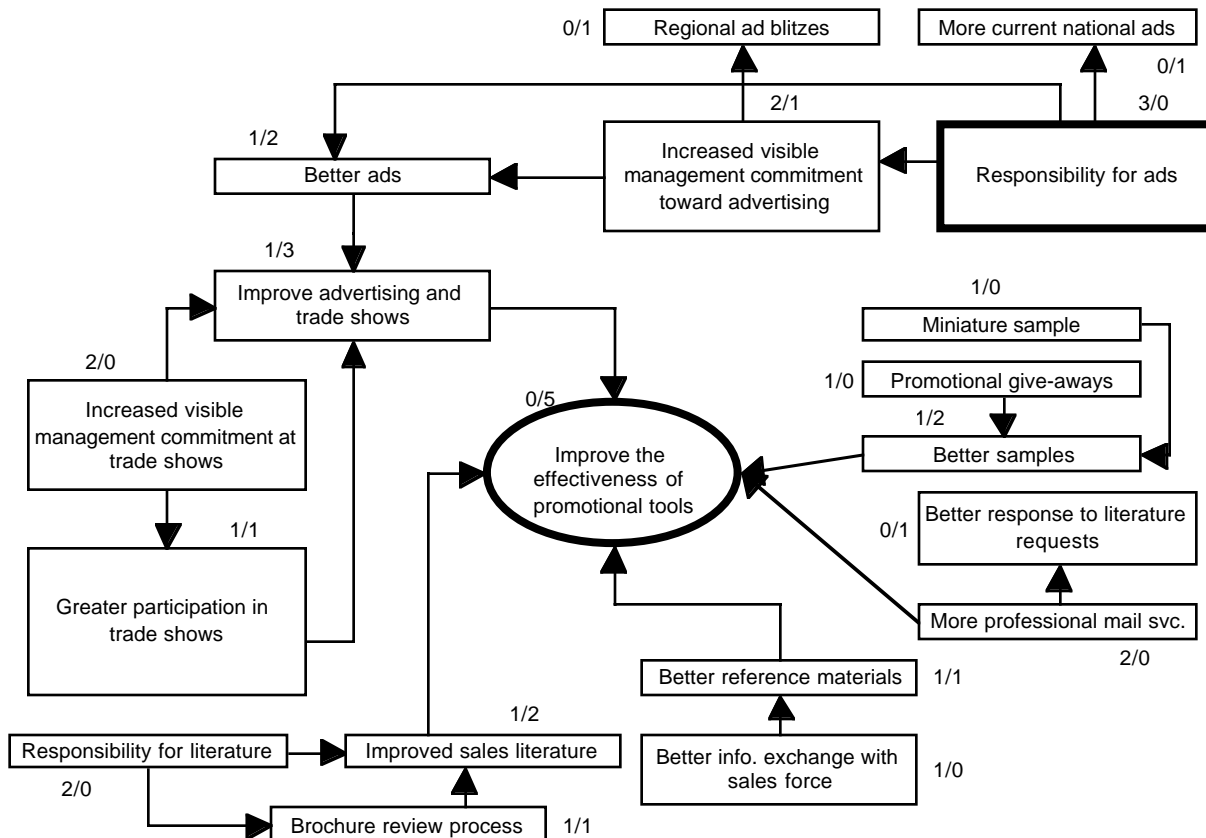 0/1
Regional ad blitzes
More current national ads
0/1
2/1
3/0
1/2
Better ads
Increased visible
management commitment
toward advertising
Responsibility for ads
1/3
Improve advertising and
trade shows
1/0
Miniature sample
2/0
Increased visible
management commitment at
trade shows
1/0
Promotional give-aways
0/5
1/2
Better samples
Improve the
effectiveness of
promotional tools
0/1
Better response to literature
requests
1/1
Greater participation in
trade shows
More professional mail svc.
2/0
Better reference materials
1/1
1/2
Responsibility for literature
Improved sales literature
2/0
Better info. exchange with
sales force
1/0
Brochure review process
1/1